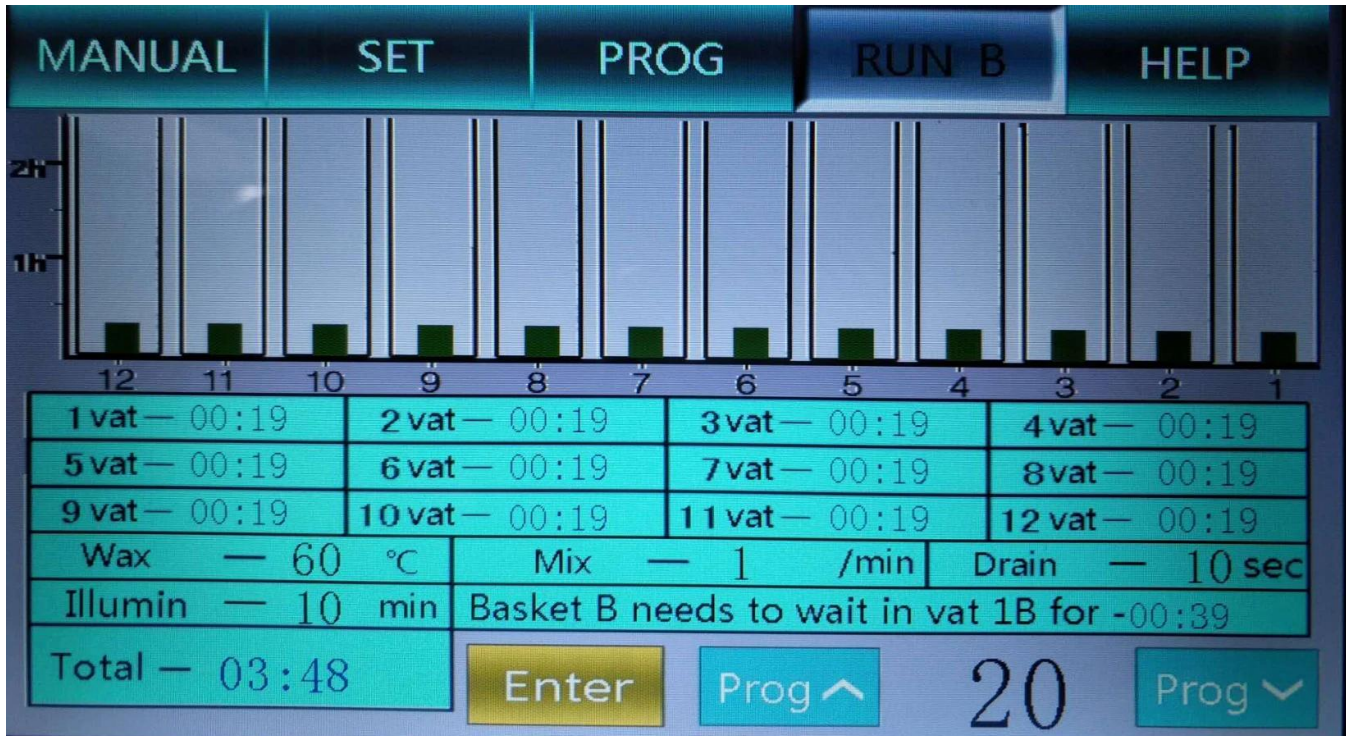 MANUAL SET PROG RUN B HELP
2h
1h
12 11 10 9 8 7 6 5 4 3 2 1
1 vat — 00:19 2 vat — 00:19 3 vat — 00:19 4 vat — 00:19
5 vat — 00:19 6 vat — 00:19 7 vat — 00:19 8 vat — 00:19
9 vat — 00:19 10 vat — 00:19 11 vat — 00:19 12 vat — 00:19
Wax — 60 ℃ Mix — 1 /min Drain — 10 sec
Illumin — 10 min Basket B needs to wait in vat 1B for -00:39
Total — 03:48 Enter Prog 20 Prog